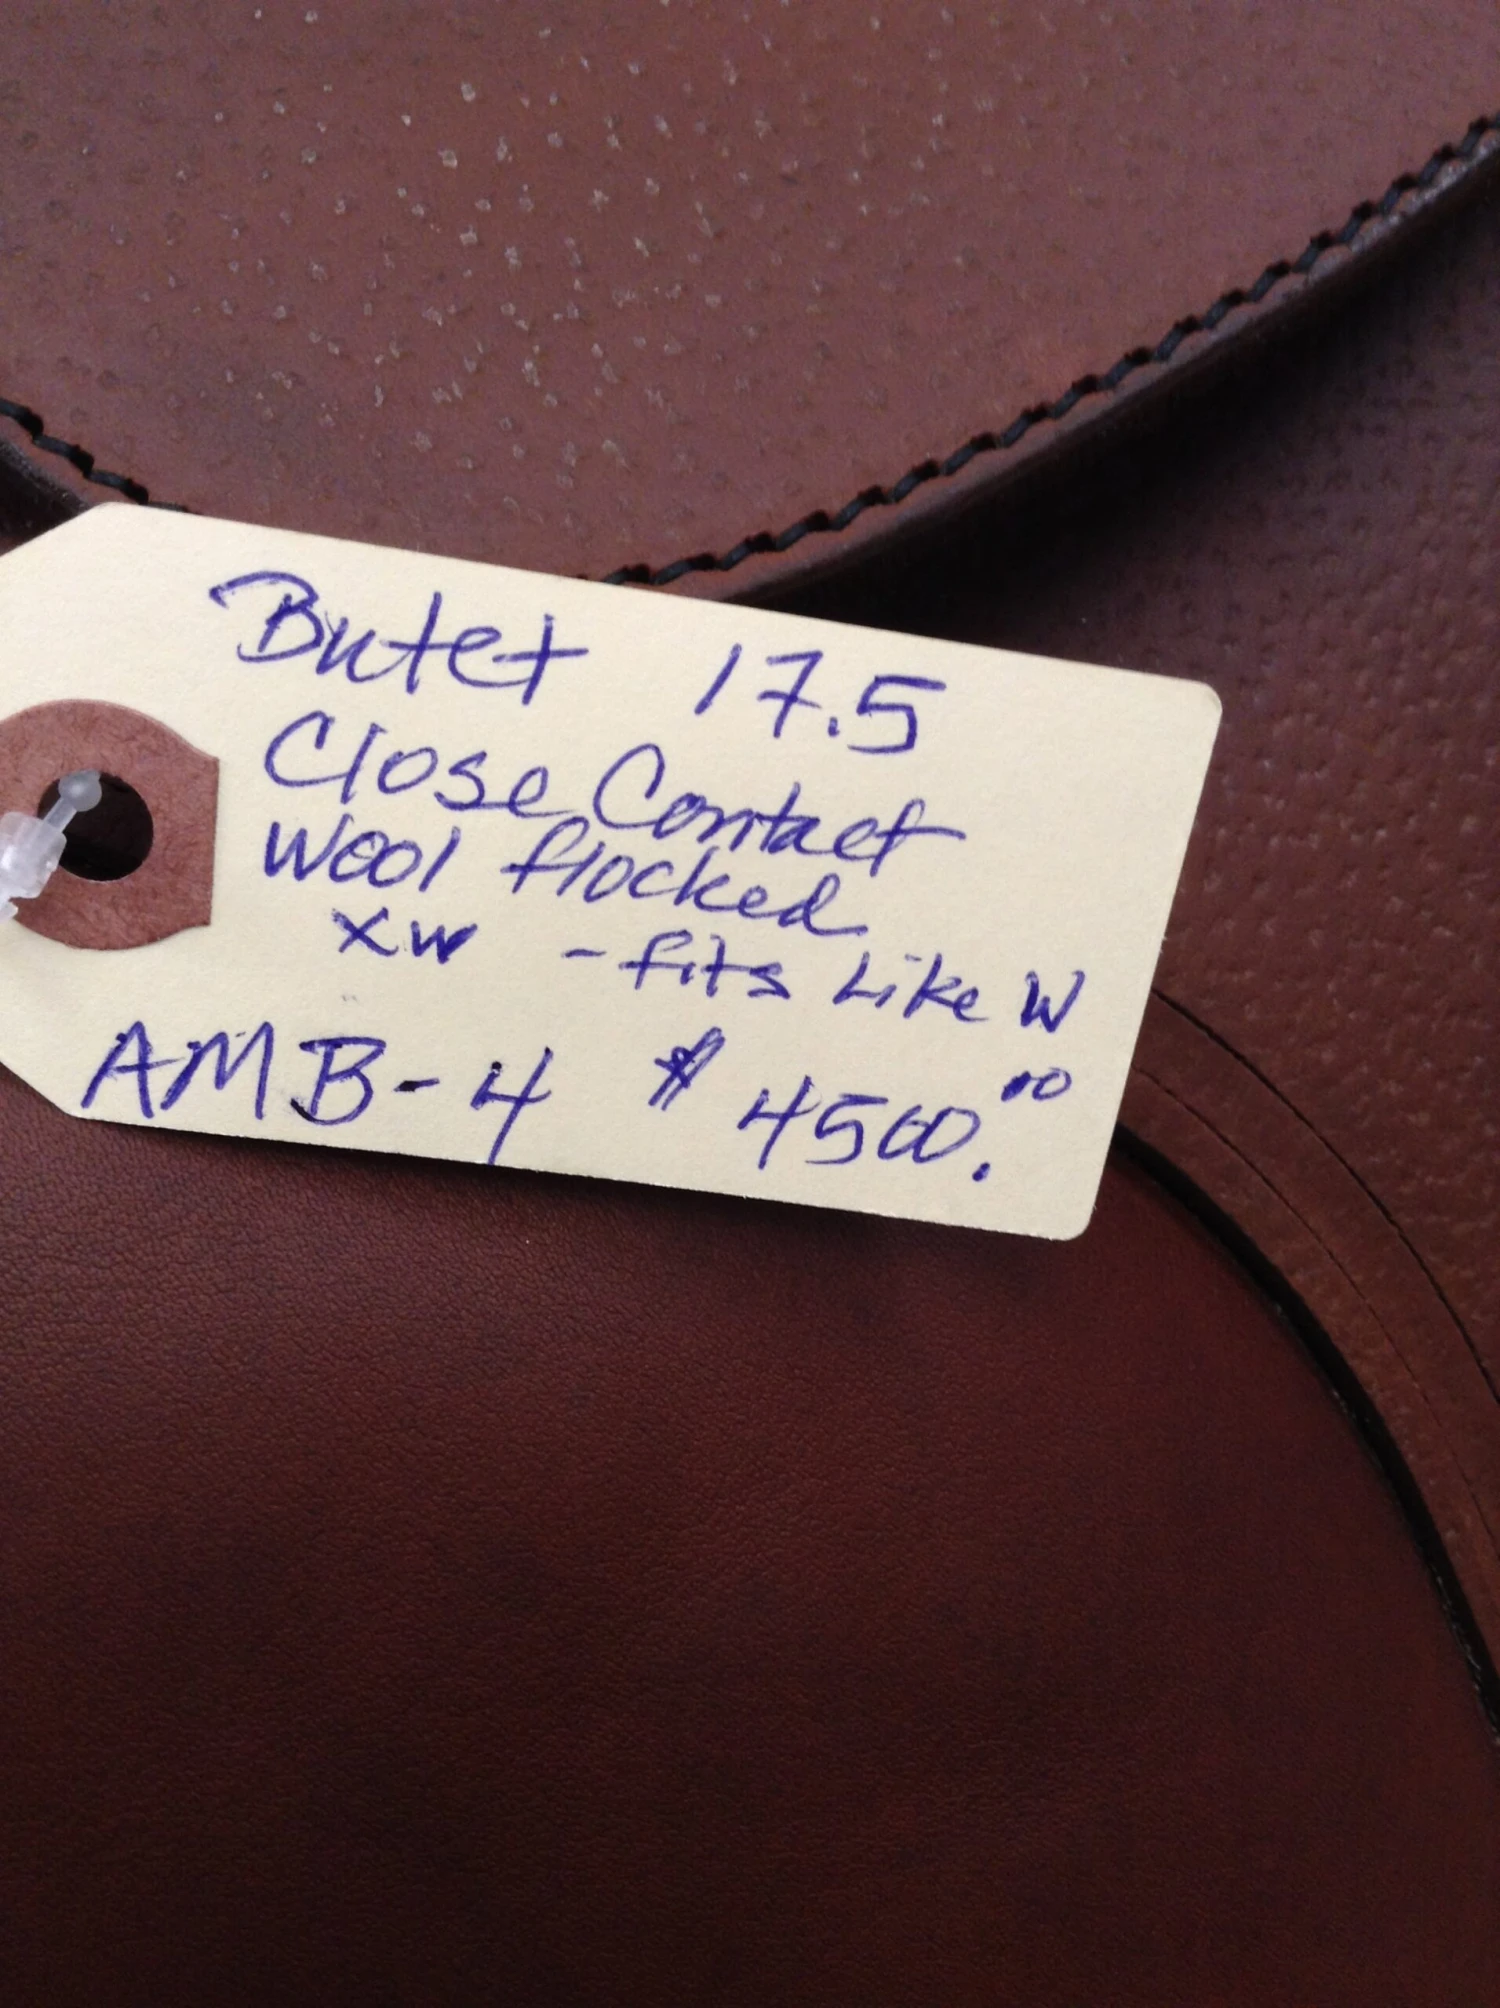 Butet 17.5
Close Contact
Wool flocked
XW - fits Like W
AMB-4 $ 4500.00